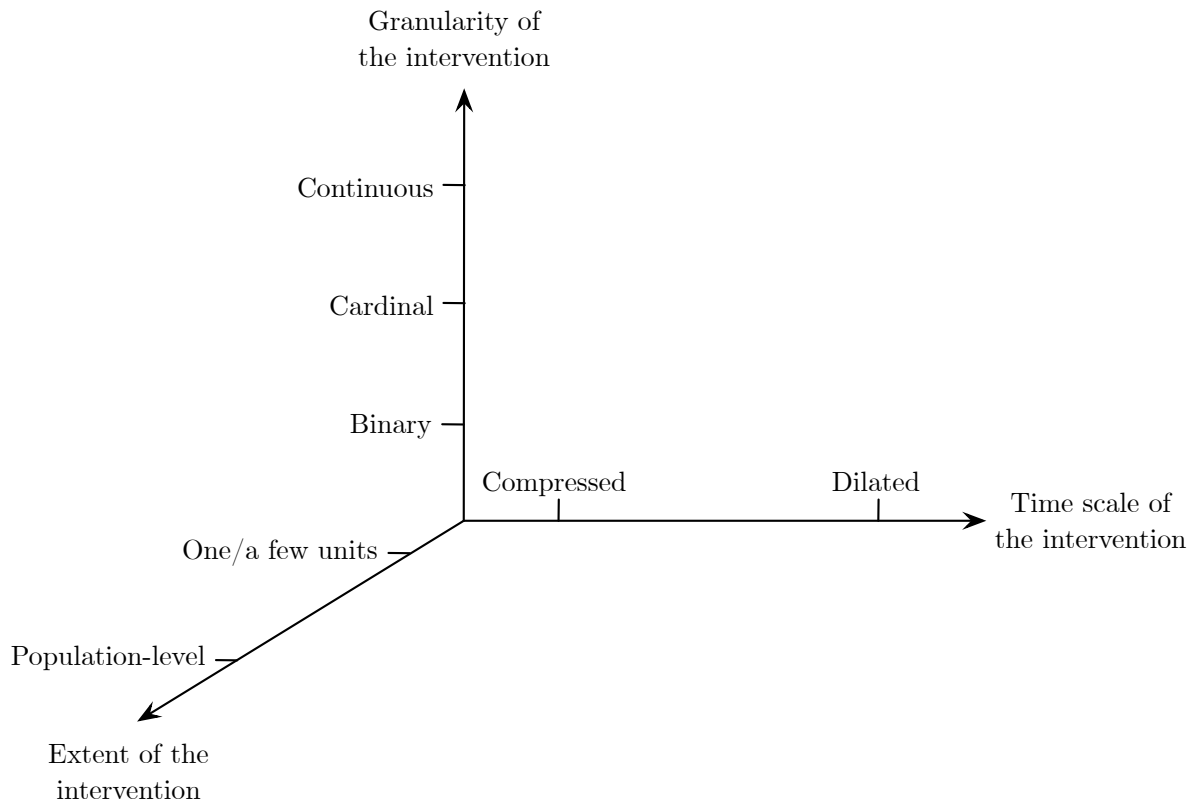 Granularity of
the intervention
Continuous
Cardinal
Binary
Compressed
Dilated
Time scale of
the intervention
One/a few units
Population-level
Extent of the
intervention